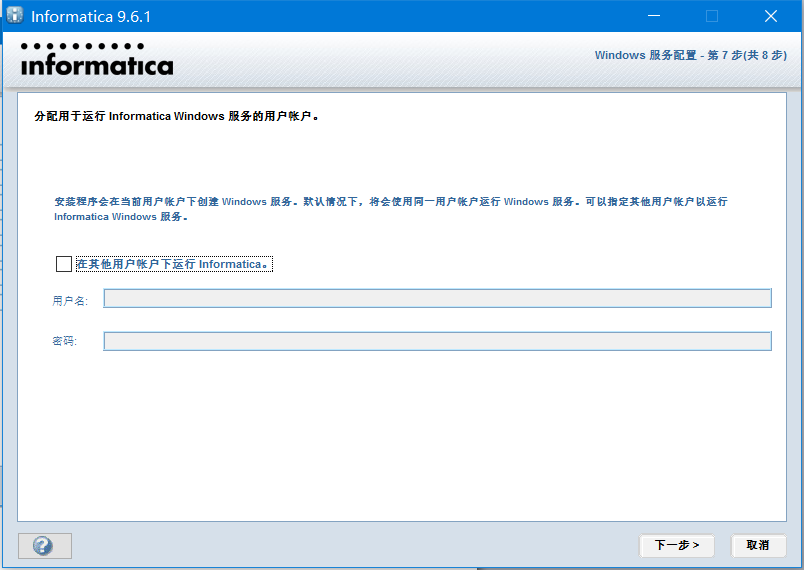 Informatica 9.6.1
informatica
Windows 服务配置 - 第 7 步(共 8 步)
分配用于运行 Informatica Windows 服务的用户帐户。
安装程序会在当前用户帐户下创建 Windows 服务。默认情况下，将会使用同一用户帐户运行 Windows 服务。可以指定其他用户帐户以运行
Informatica Windows 服务。
在其他用户帐户下运行 Informatica。
用户名:
密码:
?
下一步 >
取消